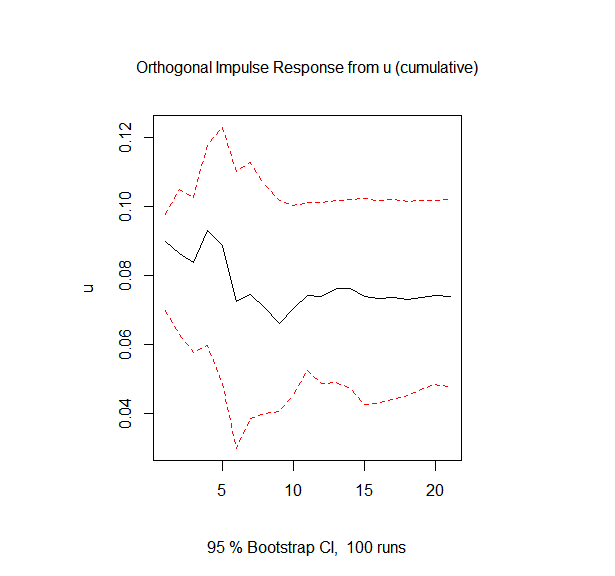 Orthogonal Impulse Response from u (cumulative)
0.12
0.10
0.08
0.06
0.04
u
5 10 15 20
95 % Bootstrap CI, 100 runs